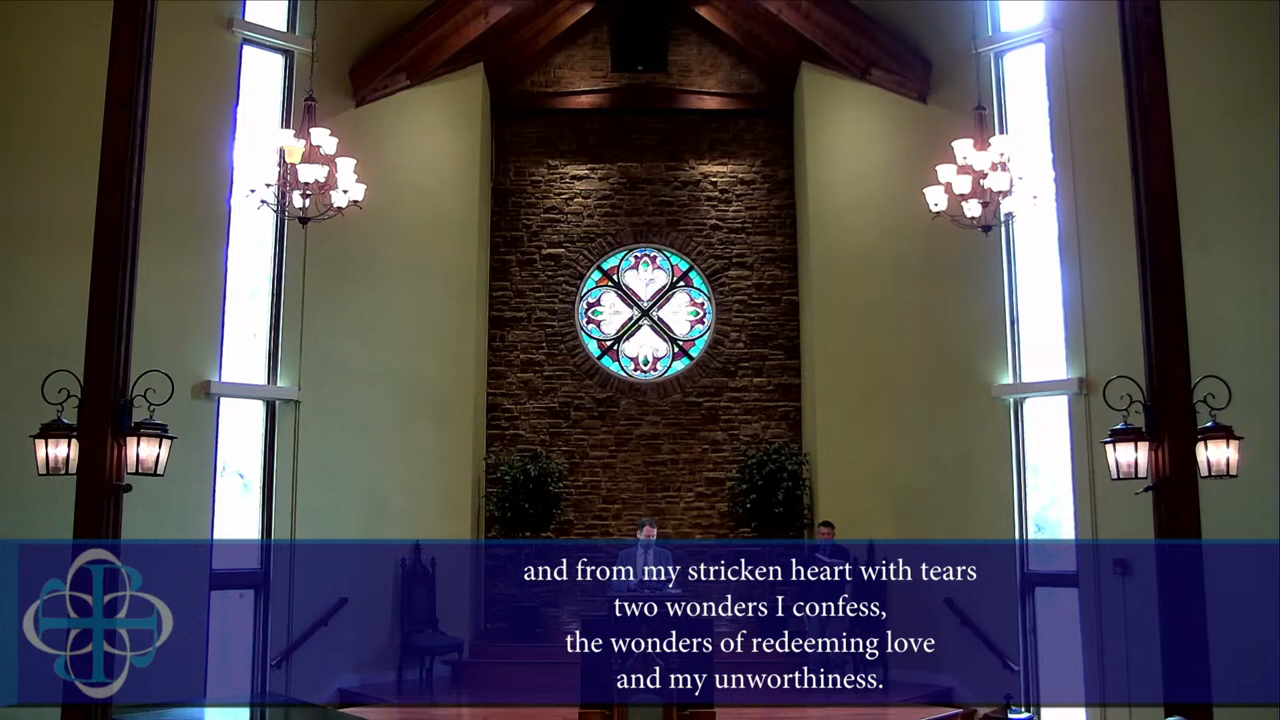 and from my stricken heart with tears
two wonders I confess,
the wonders of redeeming love
and my unworthiness.